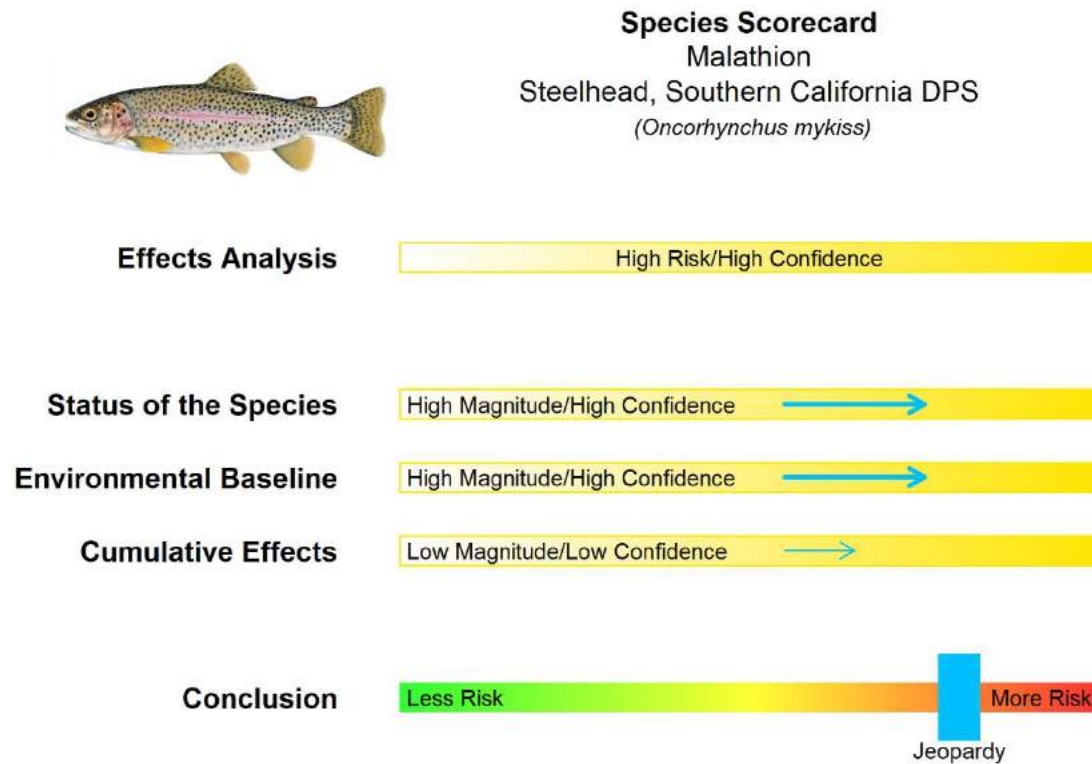 Species Scorecard
Malathion
Steelhead, Southern California DPS
(Oncorhynchus mykiss)
Effects Analysis
High Risk/High Confidence
Status of the Species
High Magnitude/High Confidence
Environmental Baseline
High Magnitude/High Confidence
Cumulative Effects
Low Magnitude/Low Confidence
Conclusion
Less Risk
More Risk
Jeopardy